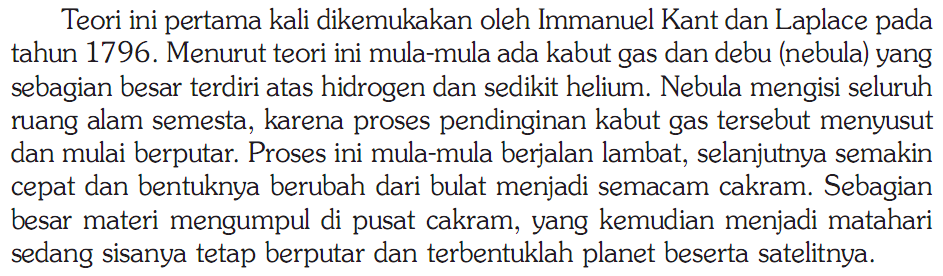 Teori ini pertama kali dikemukakan oleh Immanuel Kant dan Laplace pada
tahun 1796. Menurut teori ini mula-mula ada kabut gas dan debu (nebula) yang
sebagian besar terdiri atas hidrogen dan sedikit helium. Nebula mengisi seluruh
ruang alam semesta, karena proses pendinginan kabut gas tersebut menyusut
dan mulai berputar. Proses ini mula-mula berjalan lambat, selanjutnya semakin
cepat dan bentuknya berubah dari bulat menjadi semacam cakram. Sebagian
besar materi mengumpul di pusat cakram, yang kemudian menjadi matahari
sedang sisanya tetap berputar dan terbentuklah planet beserta satelitnya.